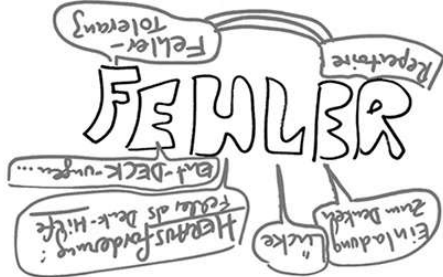 Fehler-
Toleranz
Repertoire
FEHLER
Ent-DECK-ungen...
HERAUSforderung:
Fehler als Denk-Hilfe
Lücke
Einladung
zum Denken